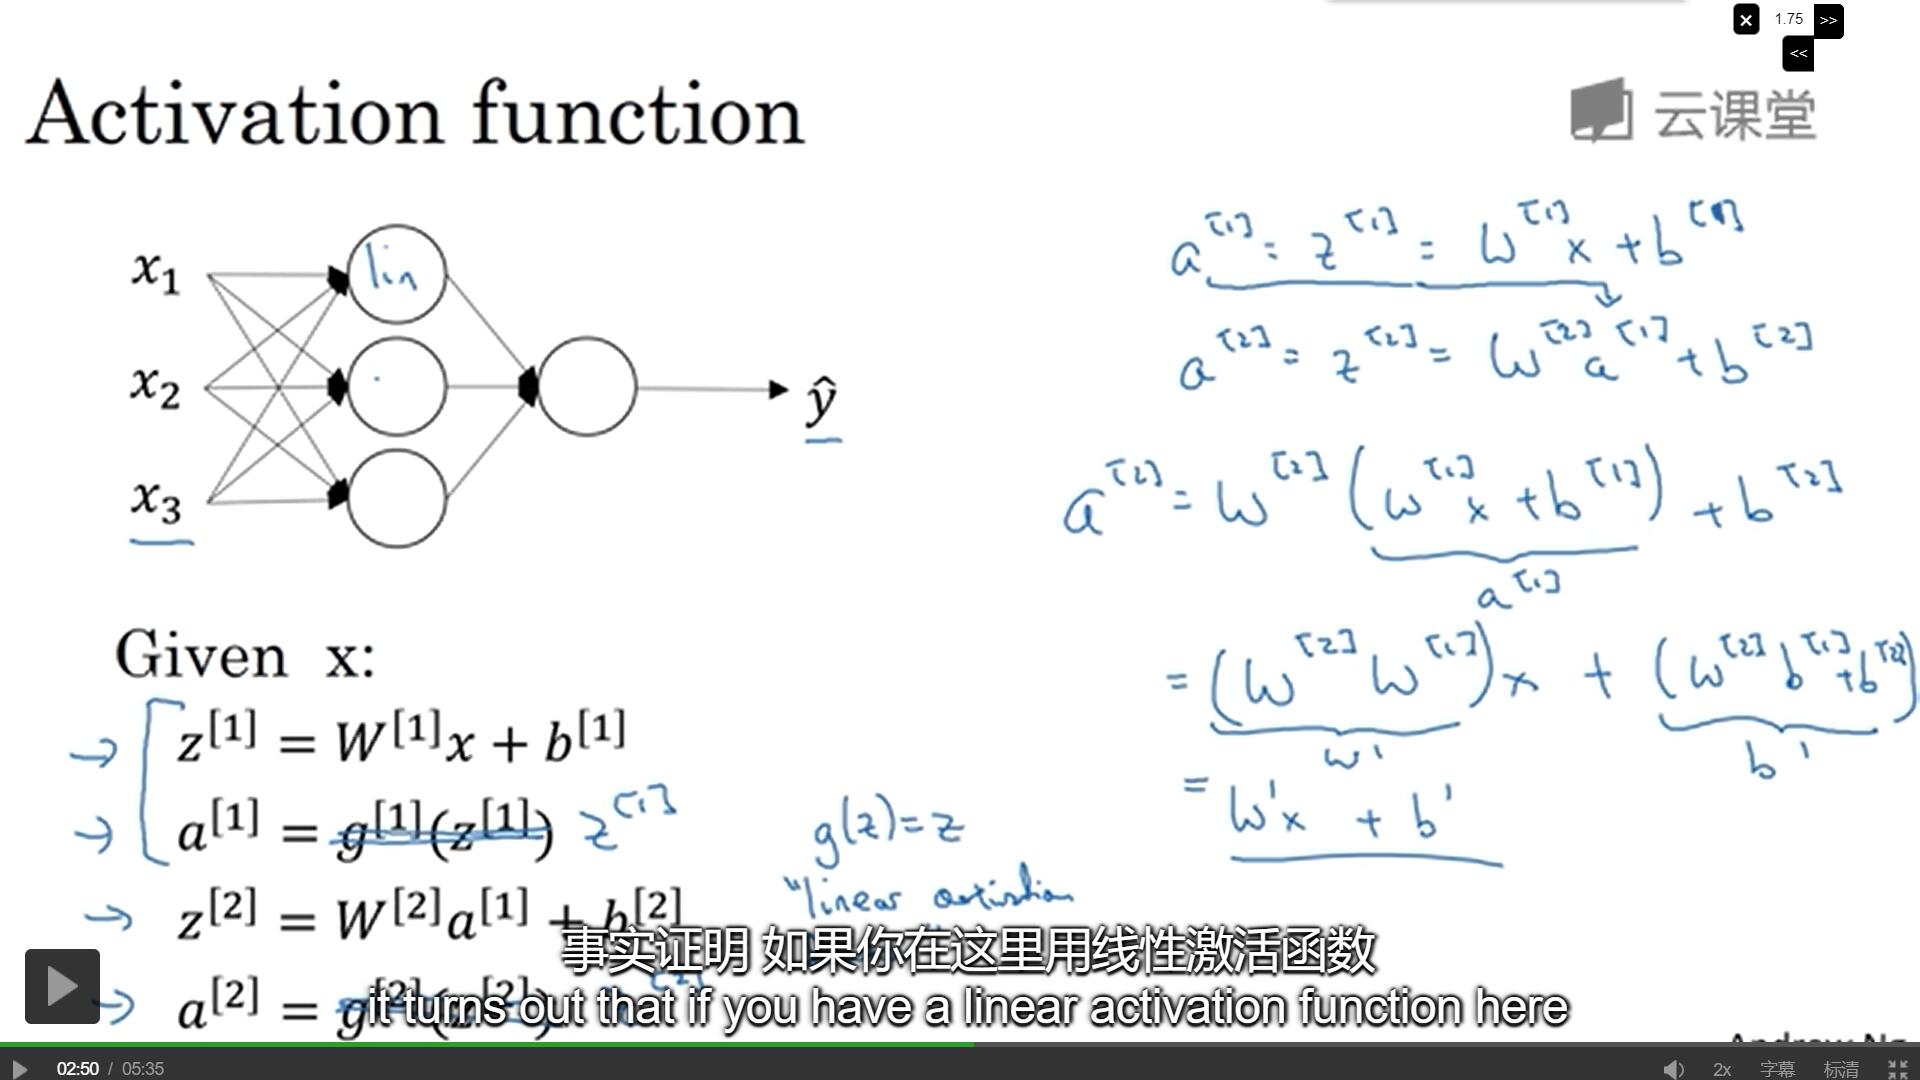 1.75 >>
<<
Activation function
云课堂
x₁
x₂
x₃
lin
ŷ
a^[1] = z^[1] = W^[1] x + b^[1]
a^[2] = z^[2] = W^[2] a^[1] + b^[2]
a^[2] = W^[2] (W^[1] x + b^[1]) + b^[2]
a^[1]
= (W^[2] W^[1]) x + (W^[2] b^[1] + b^[2])
W' b'
= W'x + b'
Given x:
z^[1] = W^[1]x + b^[1]
a^[1] = g^[1](z^[1]) z^[1]
z^[2] = W^[2]a^[1] + b^[2]
a^[2] = g^[2](z^[2])
g(z) = z
"linear activation
事实证明 如果你在这里用线性激活函数
it turns out that if you have a linear activation function here
Andrew Ng
02:50 / 05:35
2x 字幕 标清